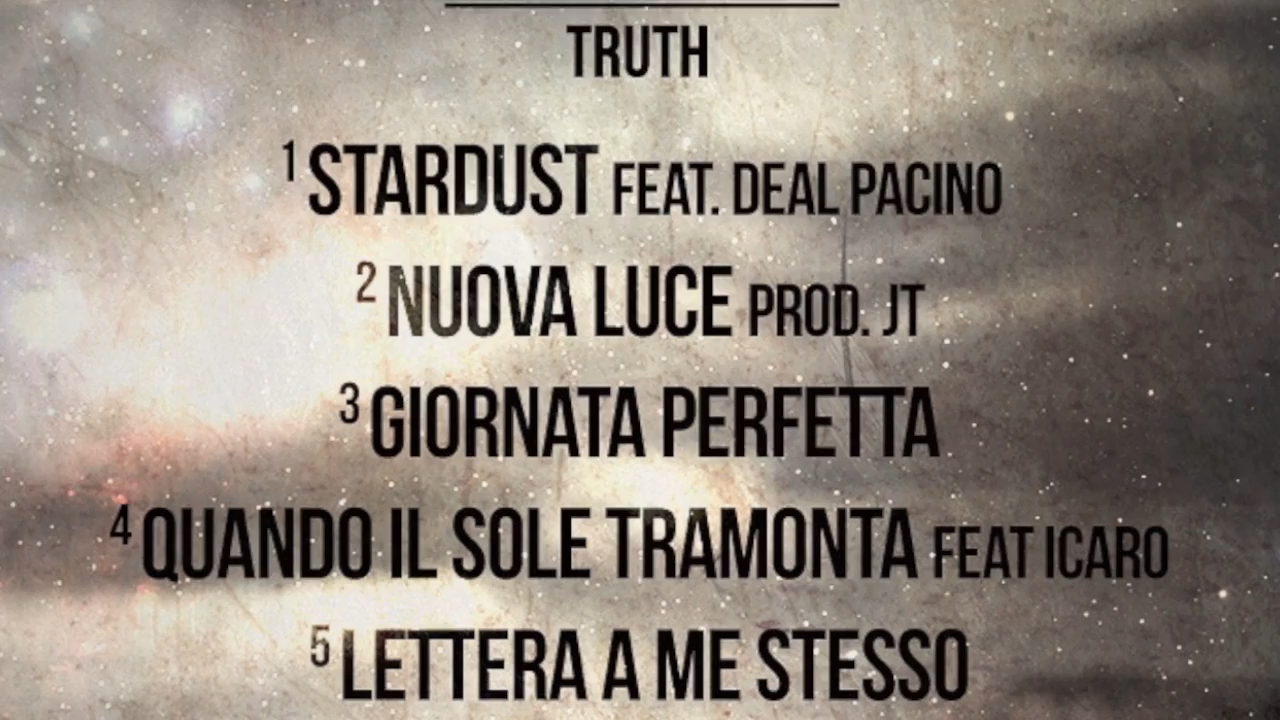 TRUTH
1 STARDUST FEAT. DEAL PACINO
2 NUOVA LUCE PROD. JT
3 GIORNATA PERFETTA
4 QUANDO IL SOLE TRAMONTA FEAT ICARO
5 LETTERA A ME STESSO